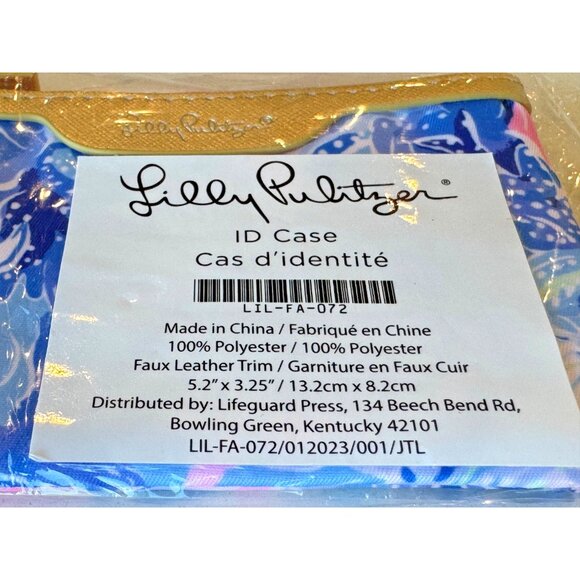 Lilly Pulitzer®
Lilly Pulitzer®
ID Case
Cas d'identité
LIL-FA-072
Made in China / Fabriqué en Chine
100% Polyester / 100% Polyester
Faux Leather Trim / Garniture en Faux Cuir
5.2" x 3.25" / 13.2cm x 8.2cm
Distributed by: Lifeguard Press, 134 Beech Bend Rd,
Bowling Green, Kentucky 42101
LIL-FA-072/012023/001/JTL